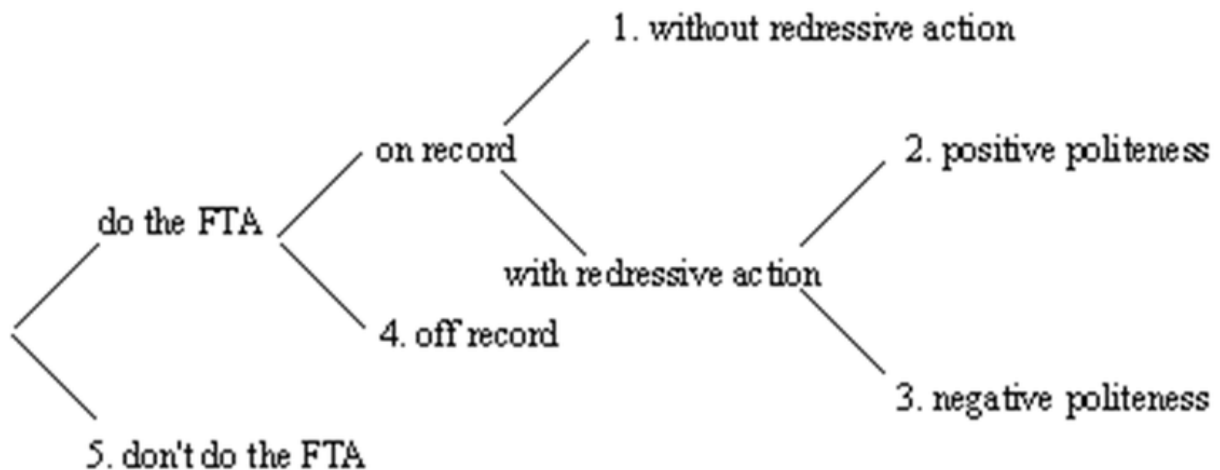 1. without redressive action
on record
2. positive politeness
do the FTA
with redressive action
4. off record
3. negative politeness
5. don't do the FTA